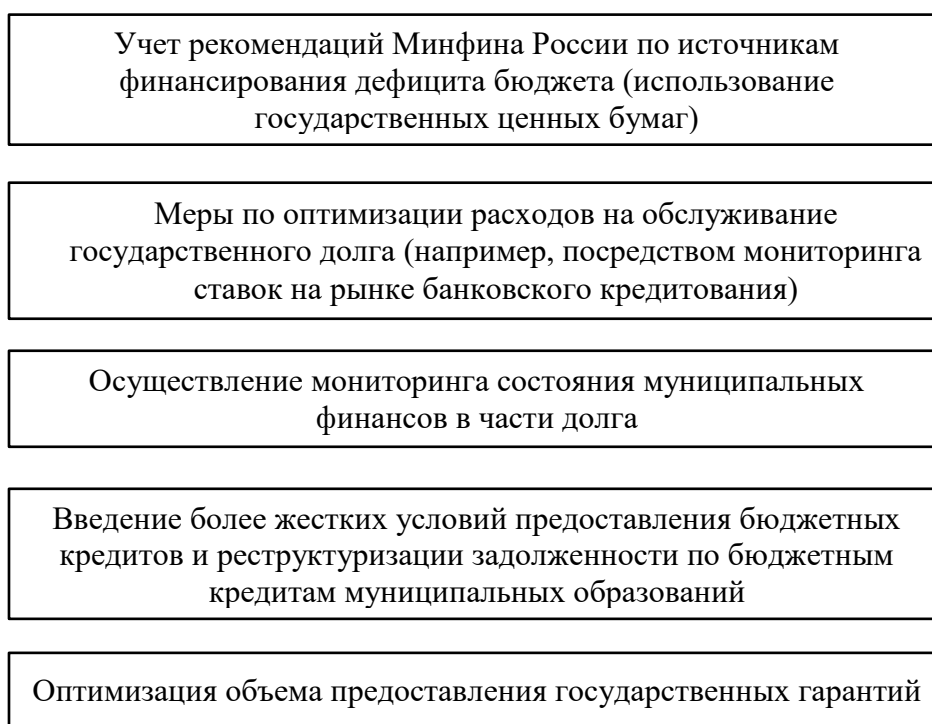 Учет рекомендаций Минфина России по источникам
финансирования дефицита бюджета (использование
государственных ценных бумаг)
Меры по оптимизации расходов на обслуживание
государственного долга (например, посредством мониторинга
ставок на рынке банковского кредитования)
Осуществление мониторинга состояния муниципальных
финансов в части долга
Введение более жестких условий предоставления бюджетных
кредитов и реструктуризации задолженности по бюджетным
кредитам муниципальных образований
Оптимизация объема предоставления государственных гарантий